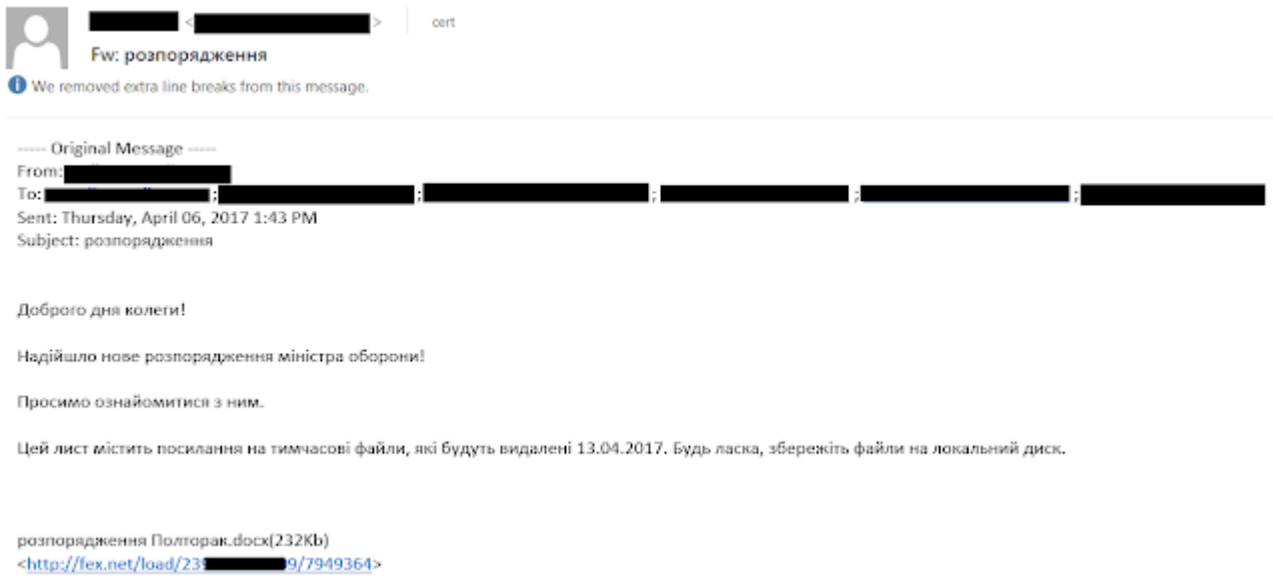 < > cert
Fw: розпорядження
We removed extra line breaks from this message.
----- Original Message -----
From:
To: ; ; ; ; ;
Sent: Thursday, April 06, 2017 1:43 PM
Subject: розпорядження
Доброго дня колеги!
Надійшло нове розпорядження міністра оборони!
Просимо ознайомитися з ним.
Цей лист містить посилання на тимчасові файли, які будуть видалені 13.04.2017. Будь ласка, збережіть файли на локальний диск.
розпорядження Полторак.docx(232Kb)
<http://fex.net/load/23 9/7949364>